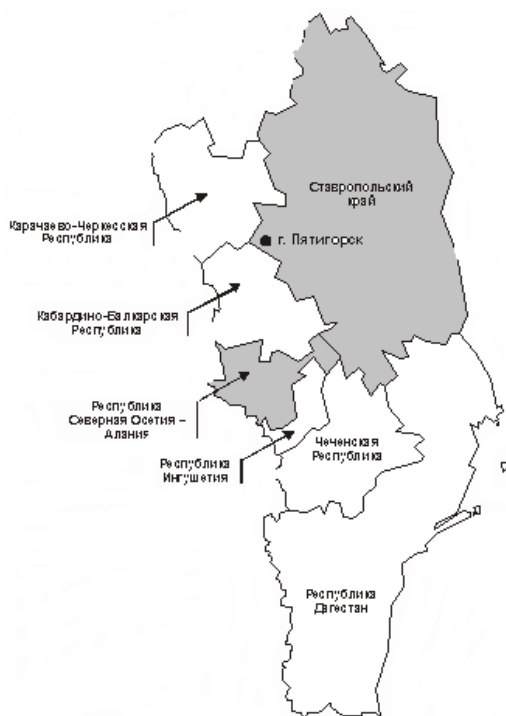 Ставропольский
край
Карачаево-Черкесская
Республика
г. Пятигорск
Кабардино-Балкарская
Республика
Республика
Северная Осетия –
Алания
Чеченская
Республика
Республика
Ингушетия
Республика
Дагестан